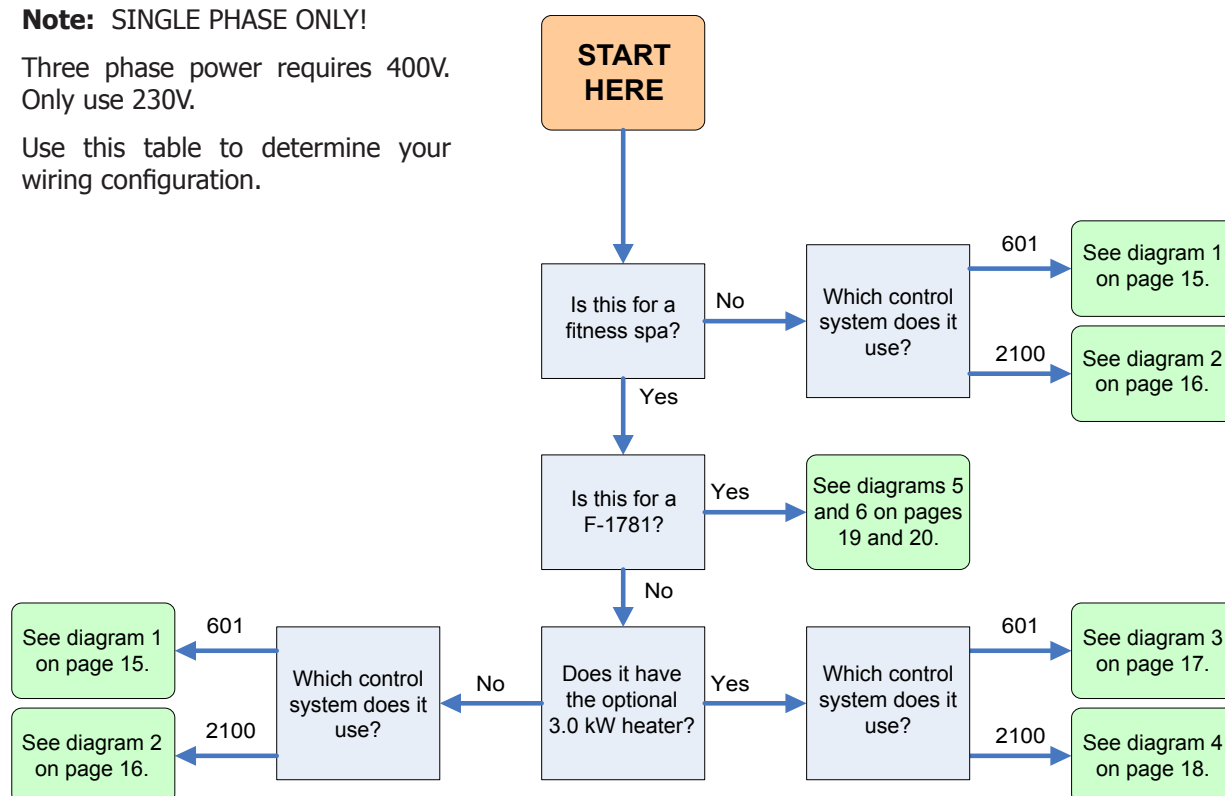 Note: SINGLE PHASE ONLY!
Three phase power requires 400V.
Only use 230V.
Use this table to determine your
wiring configuration.
START
HERE
Is this for a
fitness spa?
No
Which control
system does it
use?
601
See diagram 1
on page 15.
2100
See diagram 2
on page 16.
Yes
Is this for a
F-1781?
Yes
See diagrams 5
and 6 on pages
19 and 20.
No
Does it have
the optional
3.0 kW heater?
No
Which control
system does it
use?
601
See diagram 1
on page 15.
2100
See diagram 2
on page 16.
Yes
Which control
system does it
use?
601
See diagram 3
on page 17.
2100
See diagram 4
on page 18.